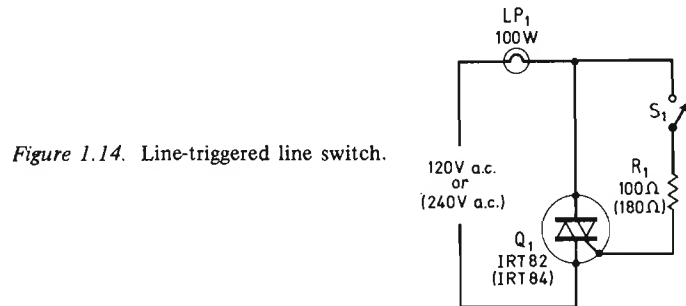 Figure 1.14. Line-triggered line switch.
LP1
100W
S1
120V a.c.
or
(240V a.c.)
R1
100Ω
(180Ω)
Q1
IRT82
(IRT84)